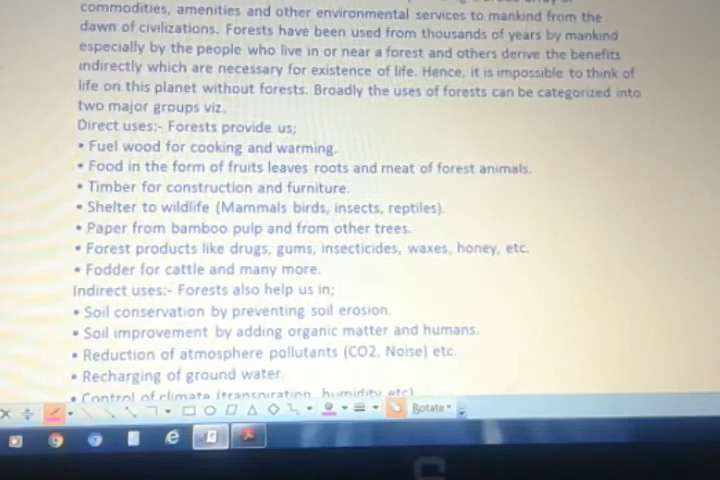 commodities, amenities and other environmental services to mankind from the
dawn of civilizations. Forests have been used from thousands of years by mankind
especially by the people who live in or near a forest and others derive the benefits
indirectly which are necessary for existence of life. Hence, it is impossible to think of
life on this planet without forests. Broadly the uses of forests can be categorized into
two major groups viz.
Direct uses:- Forests provide us;
• Fuel wood for cooking and warming.
• Food in the form of fruits leaves roots and meat of forest animals.
• Timber for construction and furniture.
• Shelter to wildlife (Mammals birds, insects, reptiles).
• Paper from bamboo pulp and from other trees.
• Forest products like drugs, gums, insecticides, waxes, honey, etc.
• Fodder for cattle and many more.
Indirect uses:- Forests also help us in;
• Soil conservation by preventing soil erosion.
• Soil improvement by adding organic matter and humans.
• Reduction of atmosphere pollutants (CO2, Noise) etc.
• Recharging of ground water.
• Control of climate (transpiration, humidity etc)
Rotate